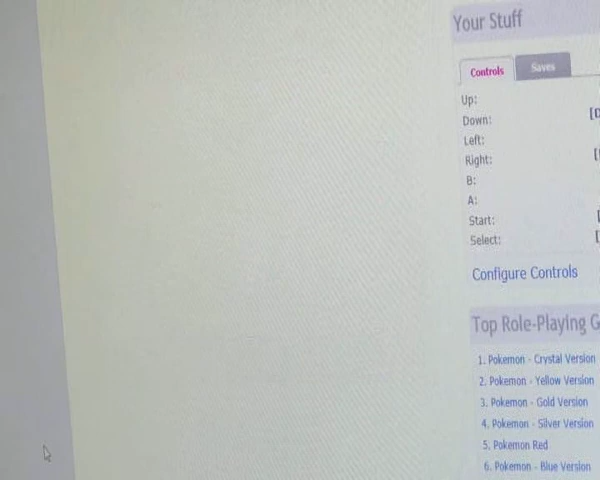 Your Stuff
Controls Saves
Up:
Down:
Left:
Right:
B:
A:
Start:
Select:
Configure Controls
Top Role-Playing G
1. Pokemon - Crystal Version
2. Pokemon - Yellow Version
3. Pokemon - Gold Version
4. Pokemon - Silver Version
5. Pokemon Red
6. Pokemon - Blue Version